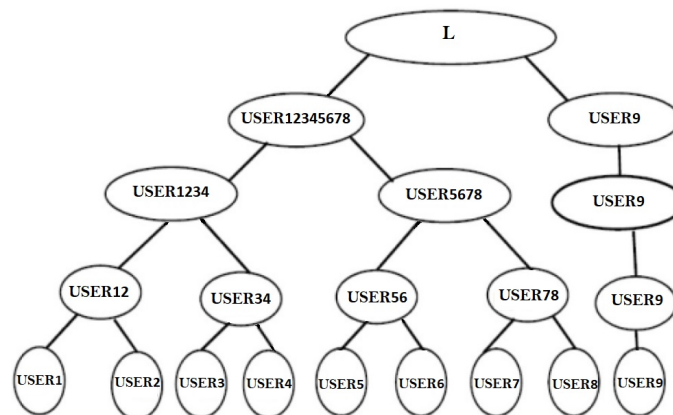 L
USER12345678
USER9
USER1234
USER5678
USER9
USER12
USER34
USER56
USER78
USER9
USER1
USER2
USER3
USER4
USER5
USER6
USER7
USER8
USER9